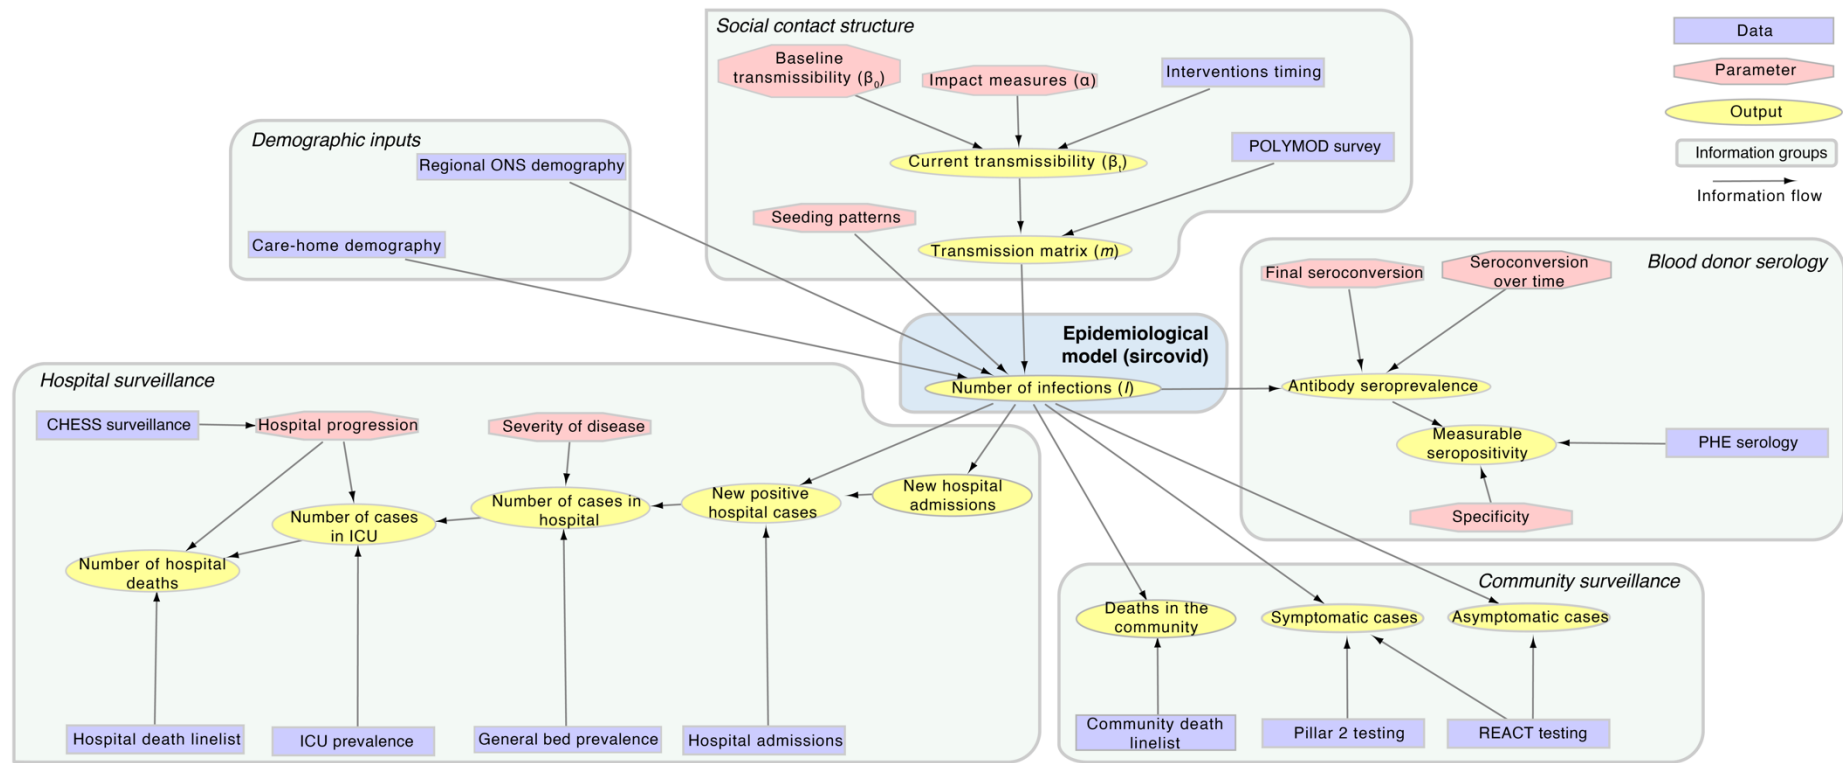 Social contact structure
Baseline
transmissibility (β0)
Impact measures (α)
Interventions timing
Current transmissibility (βt)
POLYMOD survey
Seeding patterns
Transmission matrix (m)
Data
Parameter
Output
Information groups
Information flow
Demographic inputs
Regional ONS demography
Care-home demography
Epidemiological
model (sircovid)
Number of infections (I)
Blood donor serology
Final seroconversion
Seroconversion
over time
Antibody seroprevalence
Measurable
seropositivity
PHE serology
Specificity
Hospital surveillance
CHESS surveillance
Hospital progression
Severity of disease
New hospital
admissions
New positive
hospital cases
Number of cases in
hospital
Number of cases
in ICU
Number of hospital
deaths
Hospital death linelist
ICU prevalence
General bed prevalence
Hospital admissions
Community surveillance
Deaths in the
community
Symptomatic cases
Asymptomatic cases
Community death
linelist
Pillar 2 testing
REACT testing